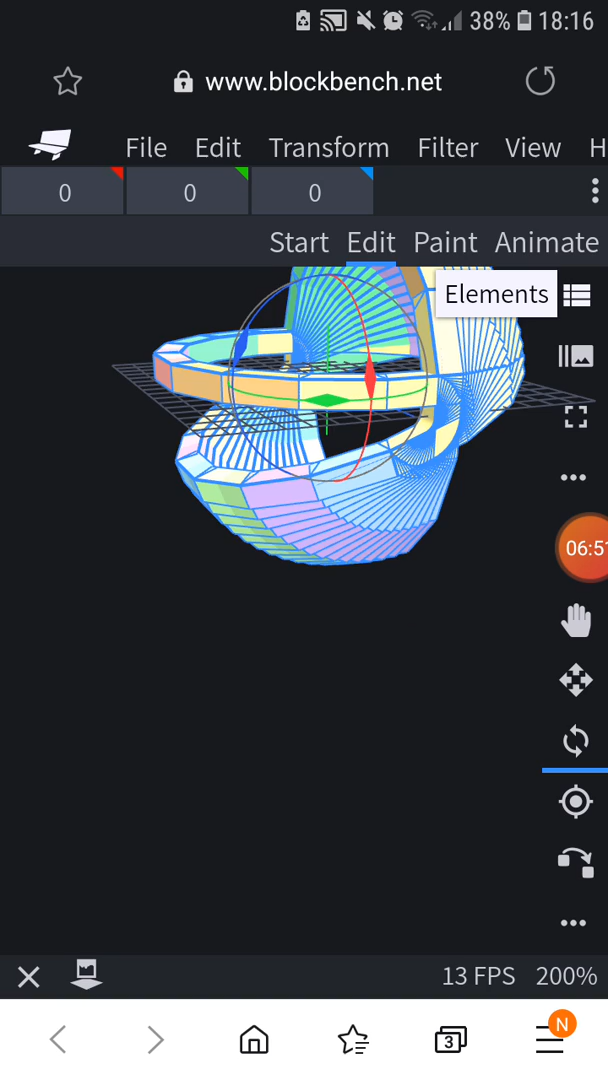 38% 18:16
www.blockbench.net
File Edit Transform Filter View H
0 0 0
Start Edit Paint Animate
Elements
06:51
13 FPS 200%
N
3